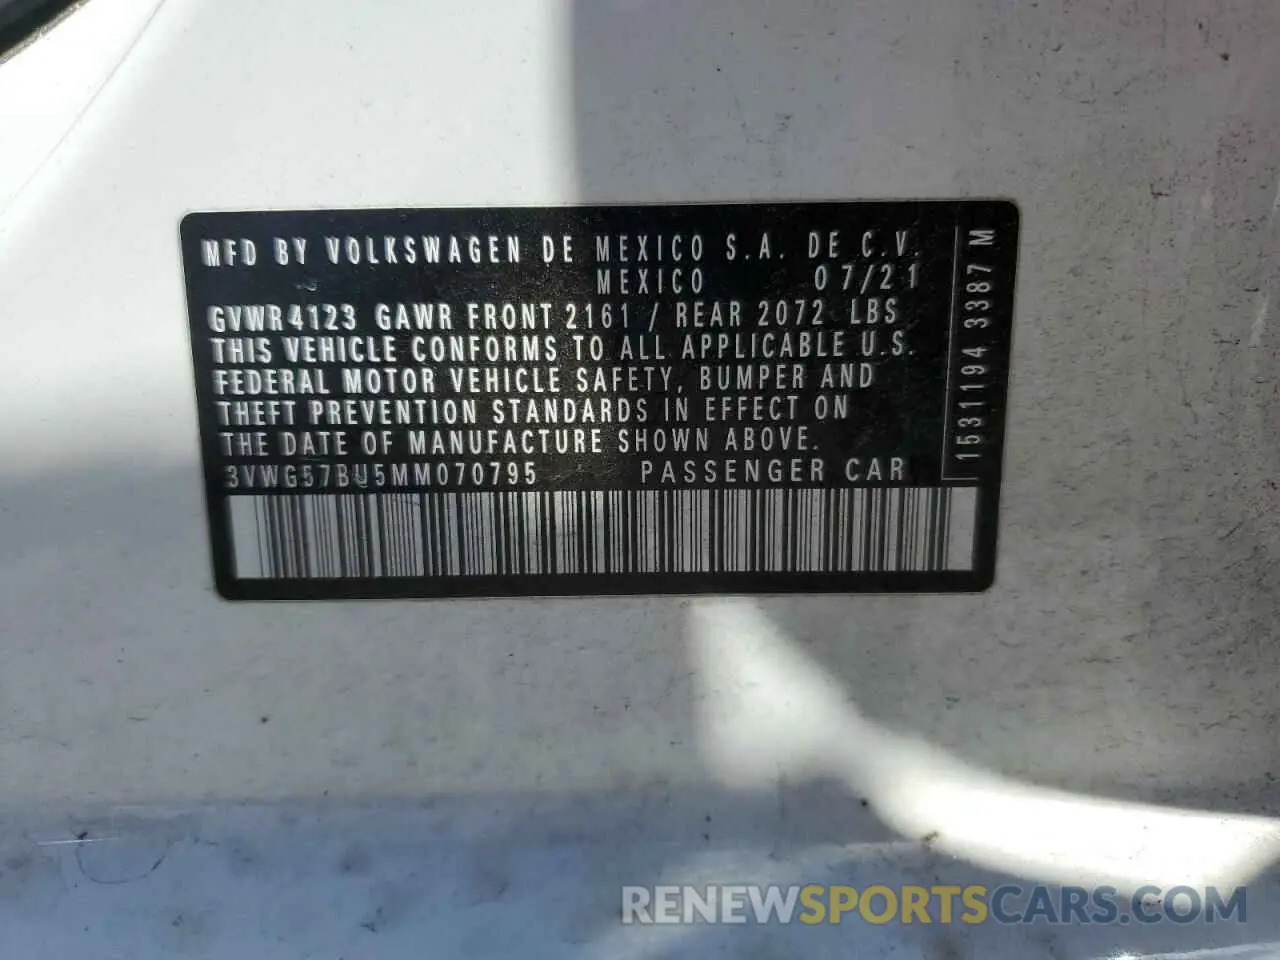 MFD BY VOLKSWAGEN DE MEXICO S.A. DE C.V.
MEXICO 07/21
GVWR 4123 GAWR FRONT 2161 / REAR 2072 LBS
THIS VEHICLE CONFORMS TO ALL APPLICABLE U.S.
FEDERAL MOTOR VEHICLE SAFETY, BUMPER AND
THEFT PREVENTION STANDARDS IN EFFECT ON
THE DATE OF MANUFACTURE SHOWN ABOVE.
3VWG57BU5MM070795 PASSENGER CAR
1531194 3387 M
RENEWSPORTSCARS.COM